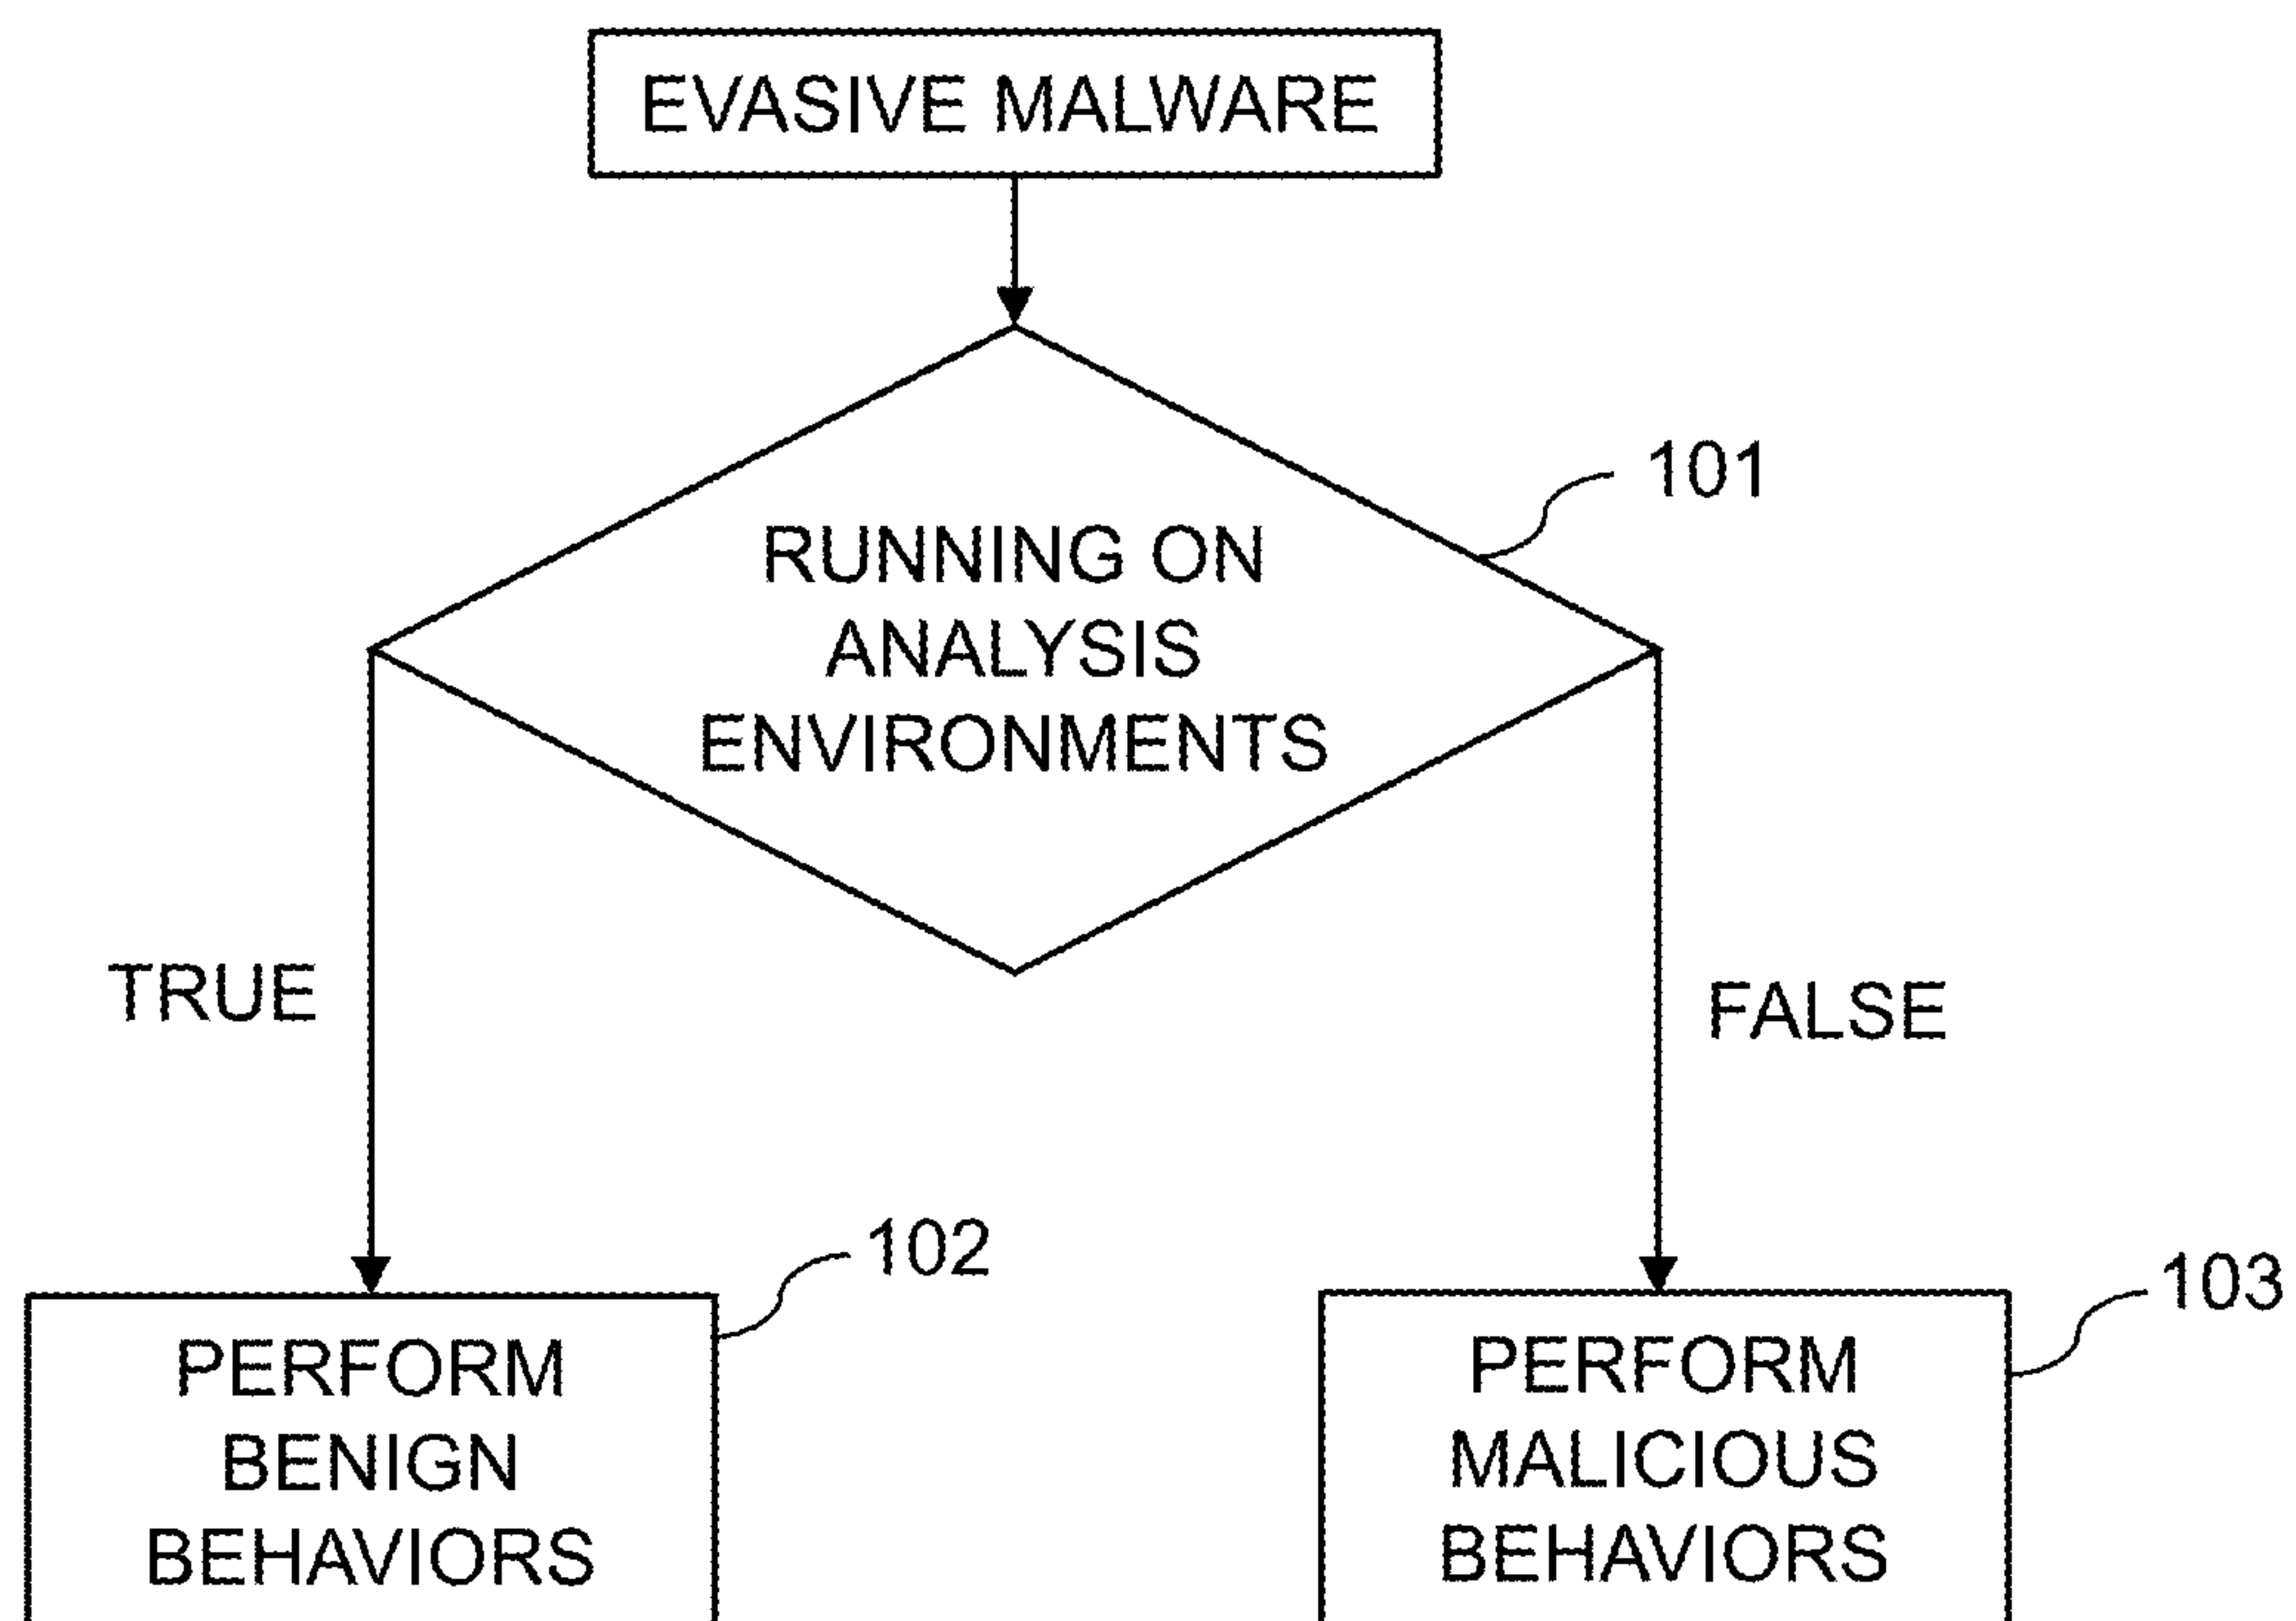 EVASIVE MALWARE
101
RUNNING ON
ANALYSIS
ENVIRONMENTS
TRUE
FALSE
102
103
PERFORM
BENIGN
BEHAVIORS
PERFORM
MALICIOUS
BEHAVIORS